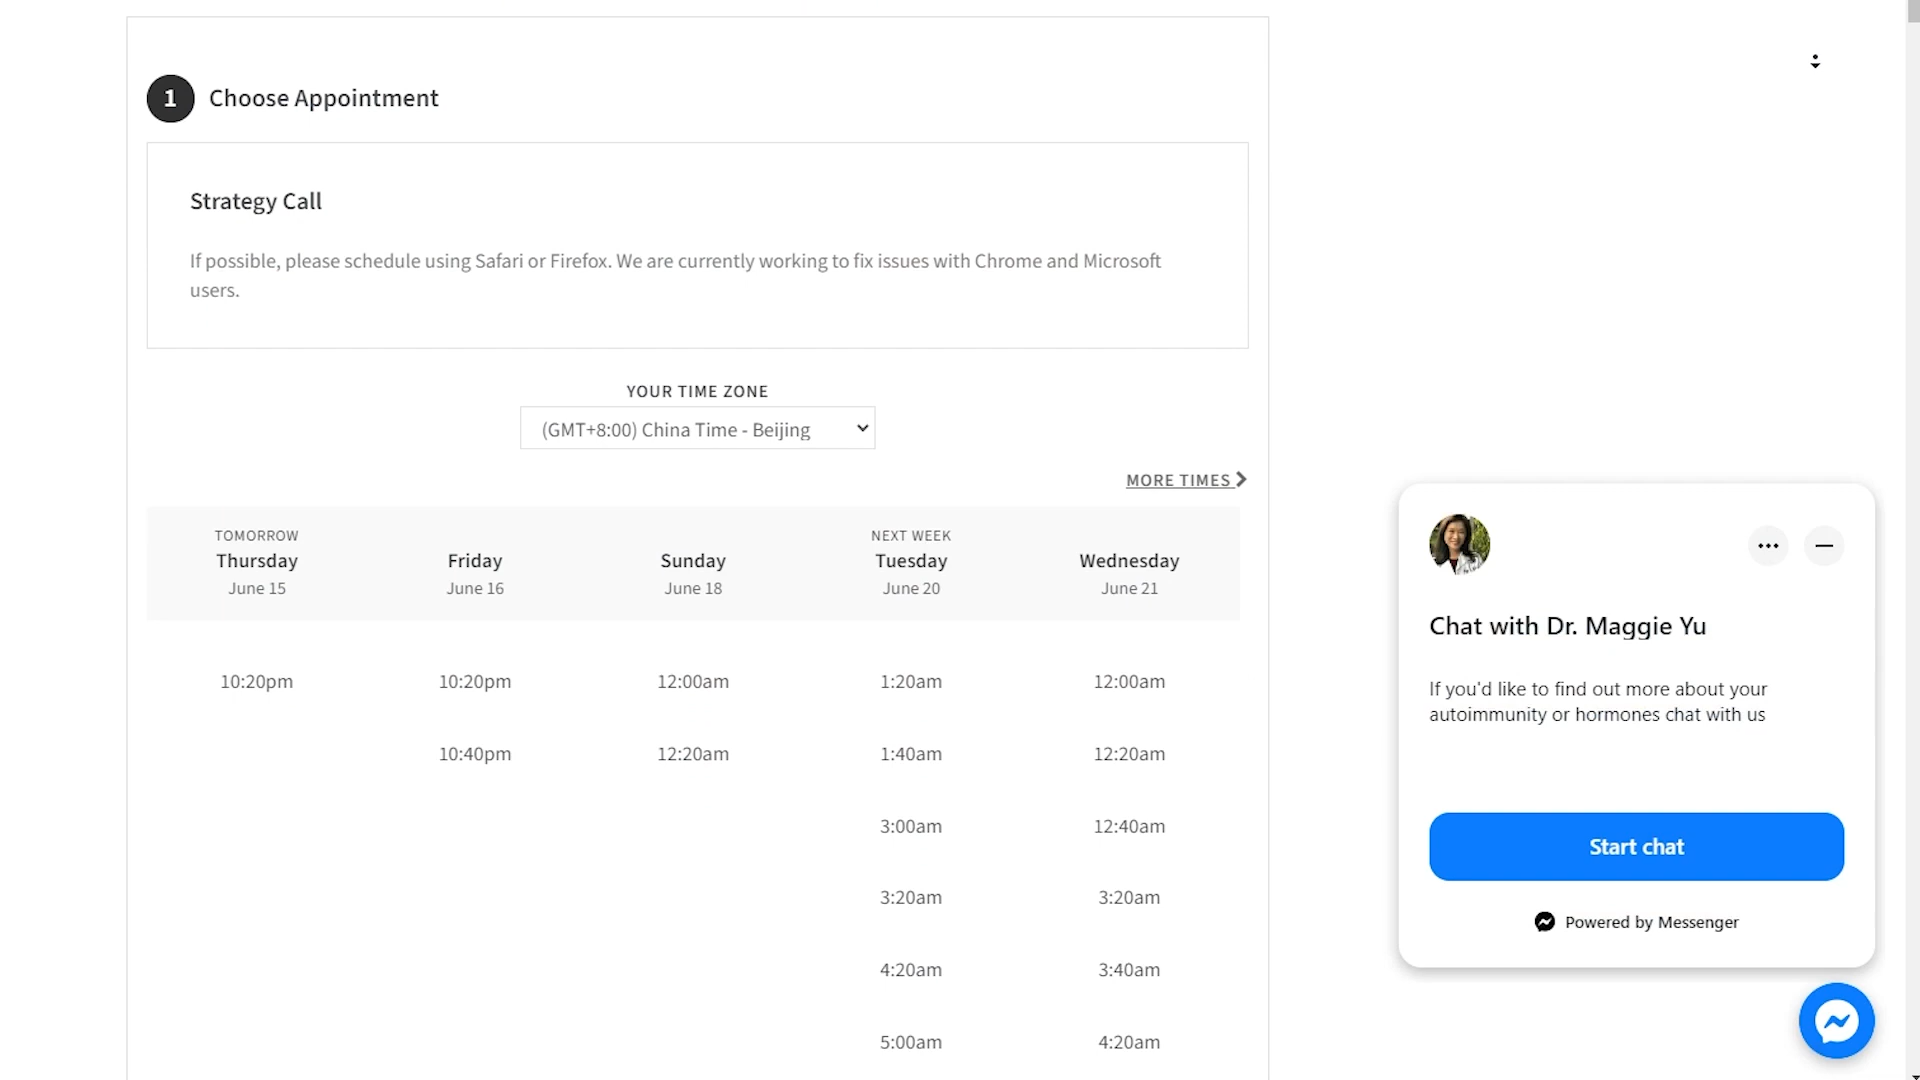 1 Choose Appointment
Strategy Call
If possible, please schedule using Safari or Firefox. We are currently working to fix issues with Chrome and Microsoft
users.
YOUR TIME ZONE
(GMT+8:00) China Time - Beijing
MORE TIMES
TOMORROW NEXT WEEK
Thursday Friday Sunday Tuesday Wednesday
June 15 June 16 June 18 June 20 June 21
10:20pm 10:20pm 12:00am 1:20am 12:00am
10:40pm 12:20am 1:40am 12:20am
3:00am 12:40am
3:20am 3:20am
4:20am 3:40am
5:00am 4:20am
Chat with Dr. Maggie Yu
If you'd like to find out more about your
autoimmunity or hormones chat with us
Start chat
Powered by Messenger